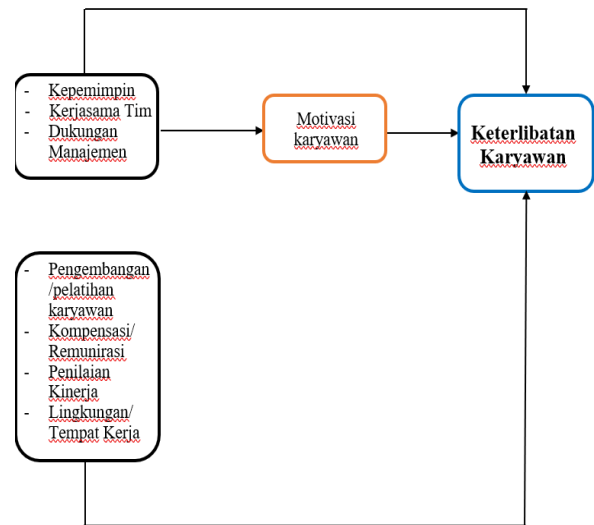 - Kepemimpin
- Kerjasama Tim
- Dukungan
Manajemen
Motivasi
karyawan
Keterlibatan
Karyawan
- Pengembangan
/pelatihan
karyawan
- Kompensasi/
Remunirasi
- Penilaian
Kinerja
- Lingkungan/
Tempat Kerja